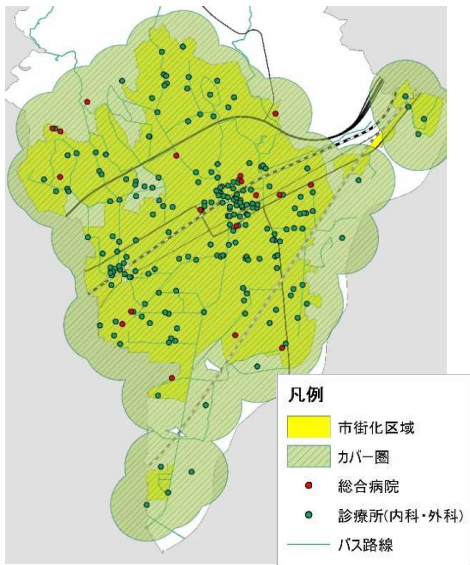 凡例
市街化区域
カバー圏
総合病院
診療所(内科・外科)
バス路線